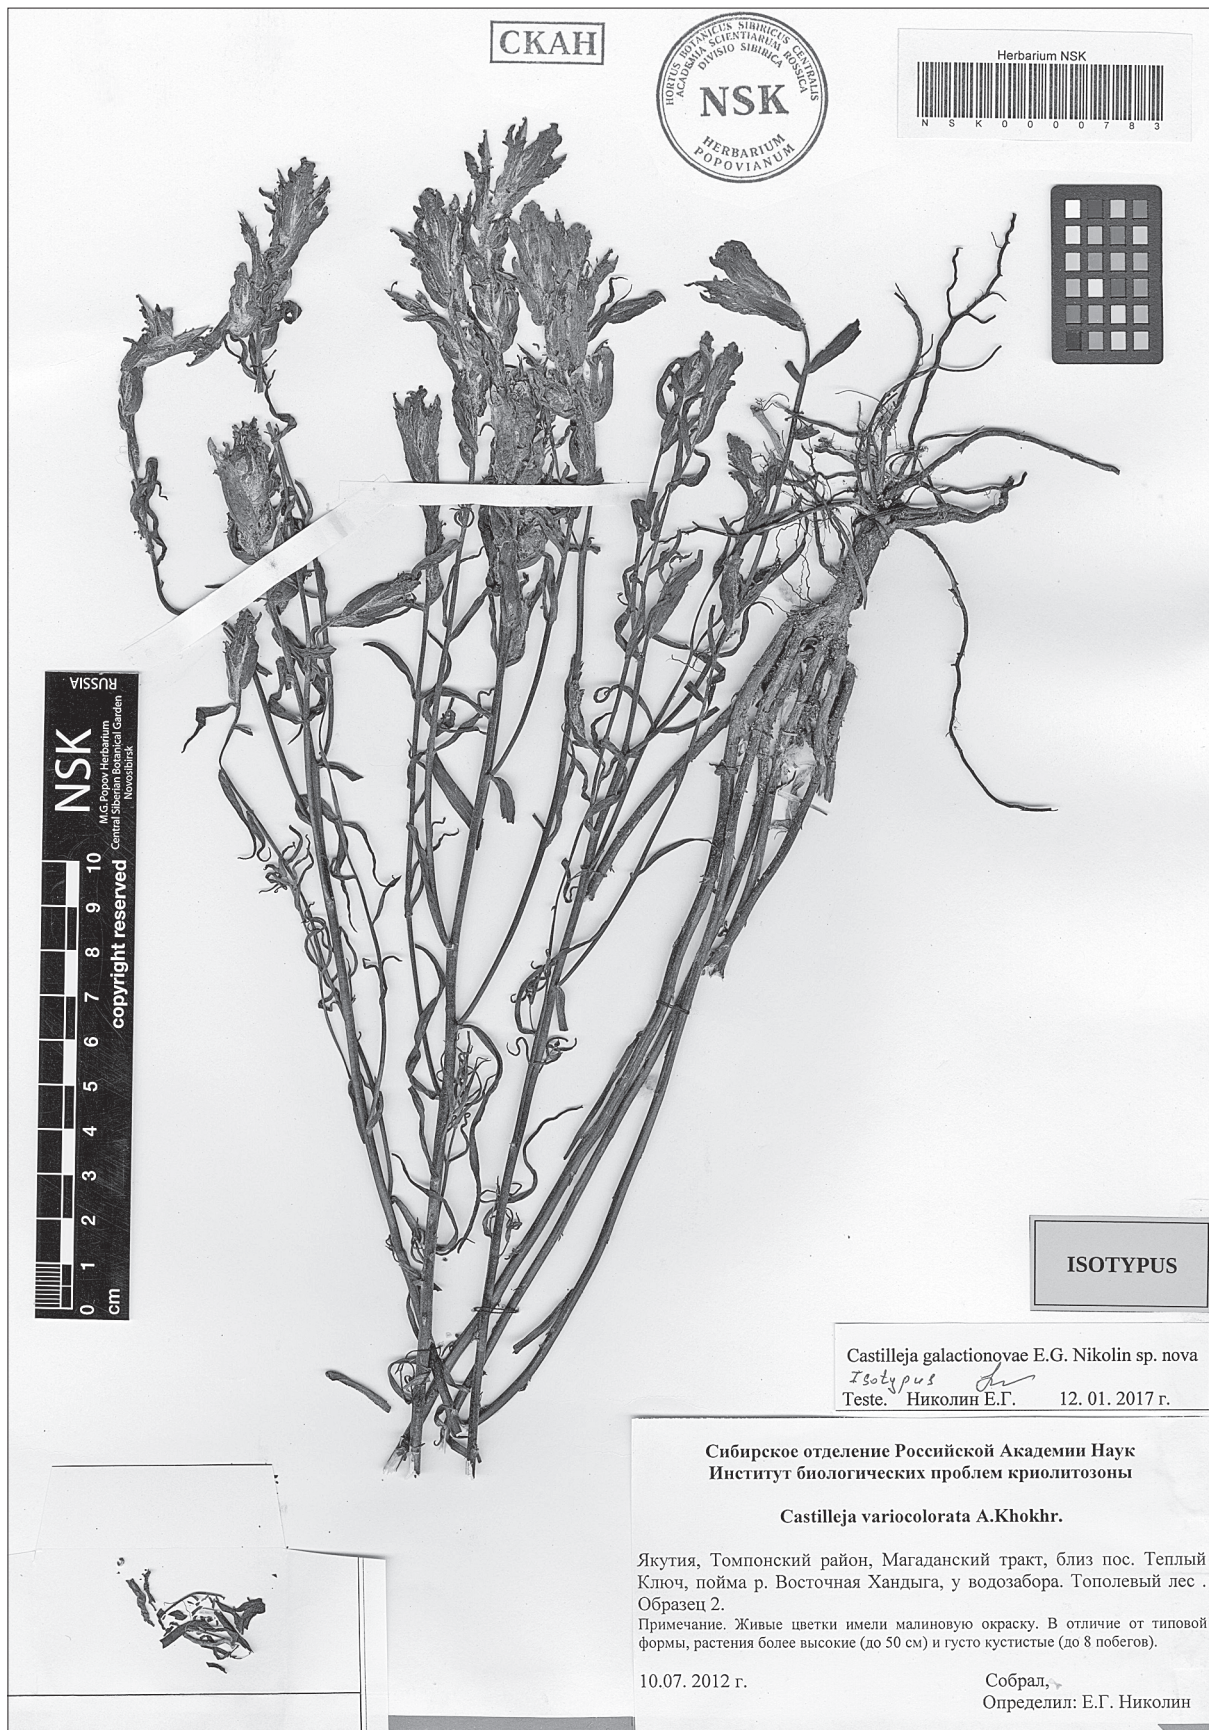 СКАН
HORTUS BOTANICUS SIBIRICUS CENTRALIS
ACADEMIA SCIENTIARUM ROSSICA
DIVISIO SIBIRICA
NSK
HERBARIUM
POPOVIANUM
Herbarium NSK
NSK0000783
RUSSIA
NSK
M.G. Popov Herbarium
Central Siberian Botanical Garden
Novosibirsk
copyright reserved
10
9
8
7
6
5
4
3
2
1
0
cm
ISOTYPUS
Castilleja galactionovae E.G. Nikolin sp. nova
Isotypus
Teste. Николин Е.Г. 12. 01. 2017 г.
Сибирское отделение Российской Академии Наук
Институт биологических проблем криолитозоны
Castilleja variocolorata A.Khokhr.
Якутия, Томпонский район, Магаданский тракт, близ пос. Теплый
Ключ, пойма р. Восточная Хандыга, у водозабора. Тополевый лес .
Образец 2.
Примечание. Живые цветки имели малиновую окраску. В отличие от типовой
формы, растения более высокие (до 50 см) и густо кустистые (до 8 побегов).
10.07. 2012 г. Собрал,
Определил: Е.Г. Николин